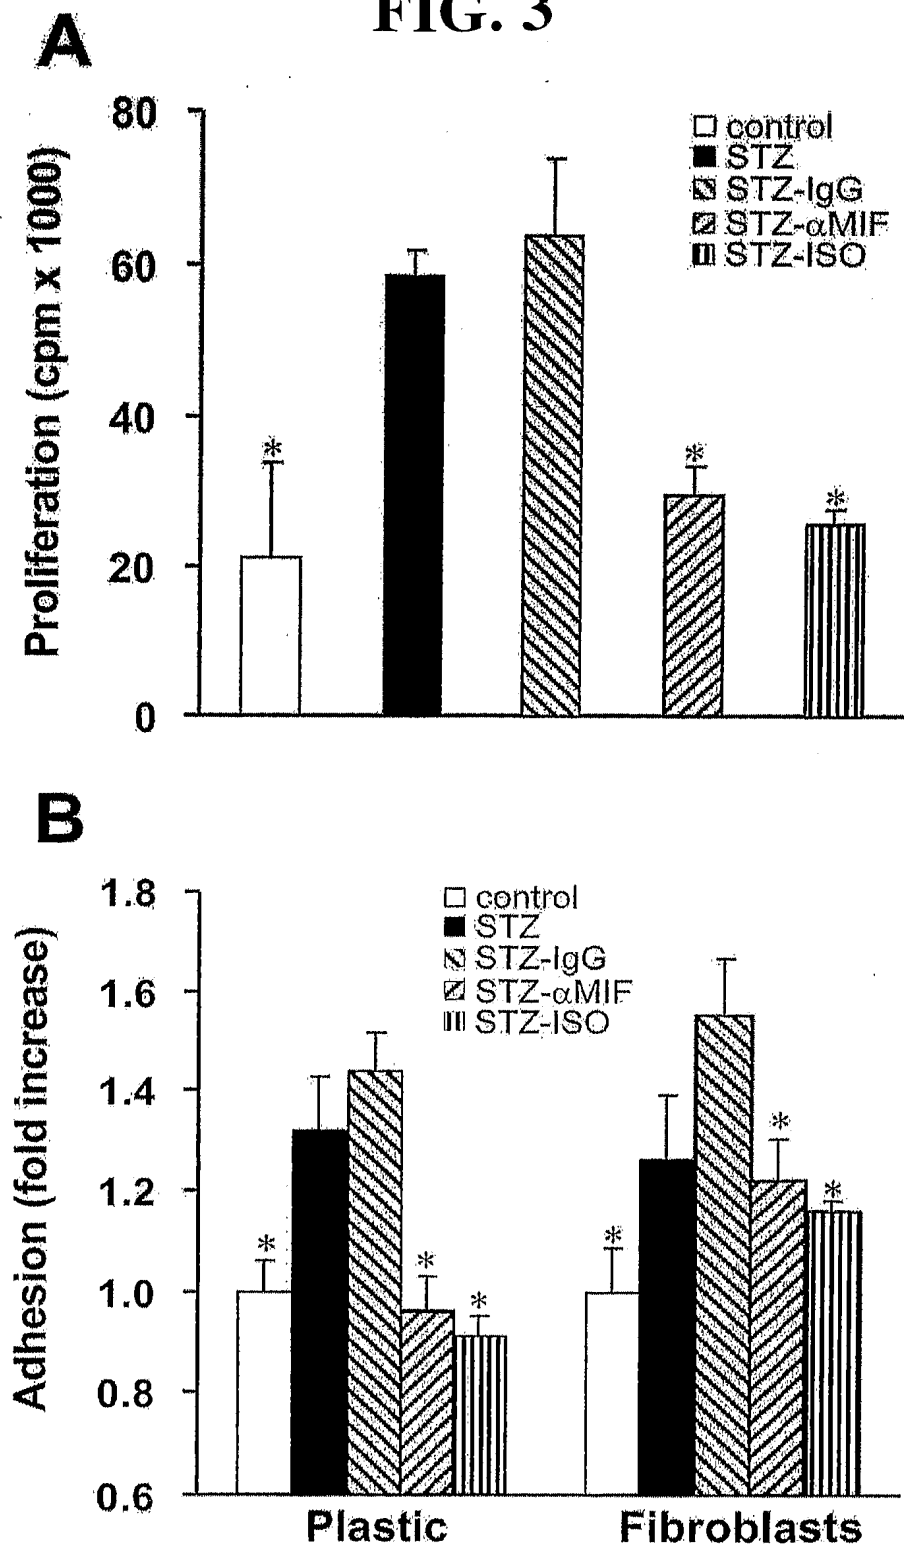 FIG. 3
A
Proliferation (cpm x 1000)
80
60
40
20
0
control
STZ
STZ-IgG
STZ-αMIF
STZ-ISO
*
*
*
B
Adhesion (fold increase)
1.8
1.6
1.4
1.2
1.0
0.8
0.6
control
STZ
STZ-IgG
STZ-αMIF
STZ-ISO
*
*
*
*
*
*
Plastic
Fibroblasts